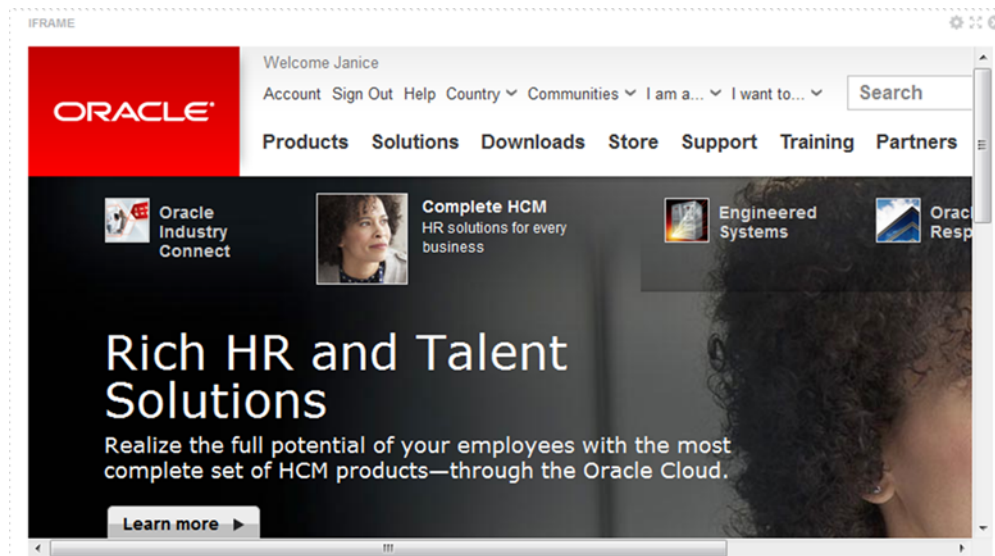 IFRAME
ORACLE
Welcome Janice
Account Sign Out Help Country Communities I am a... I want to...
Search
Products Solutions Downloads Store Support Training Partners
Oracle
Industry
Connect
Complete HCM
HR solutions for every
business
Engineered
Systems
Orac
Resp
Rich HR and Talent
Solutions
Realize the full potential of your employees with the most
complete set of HCM products—through the Oracle Cloud.
Learn more